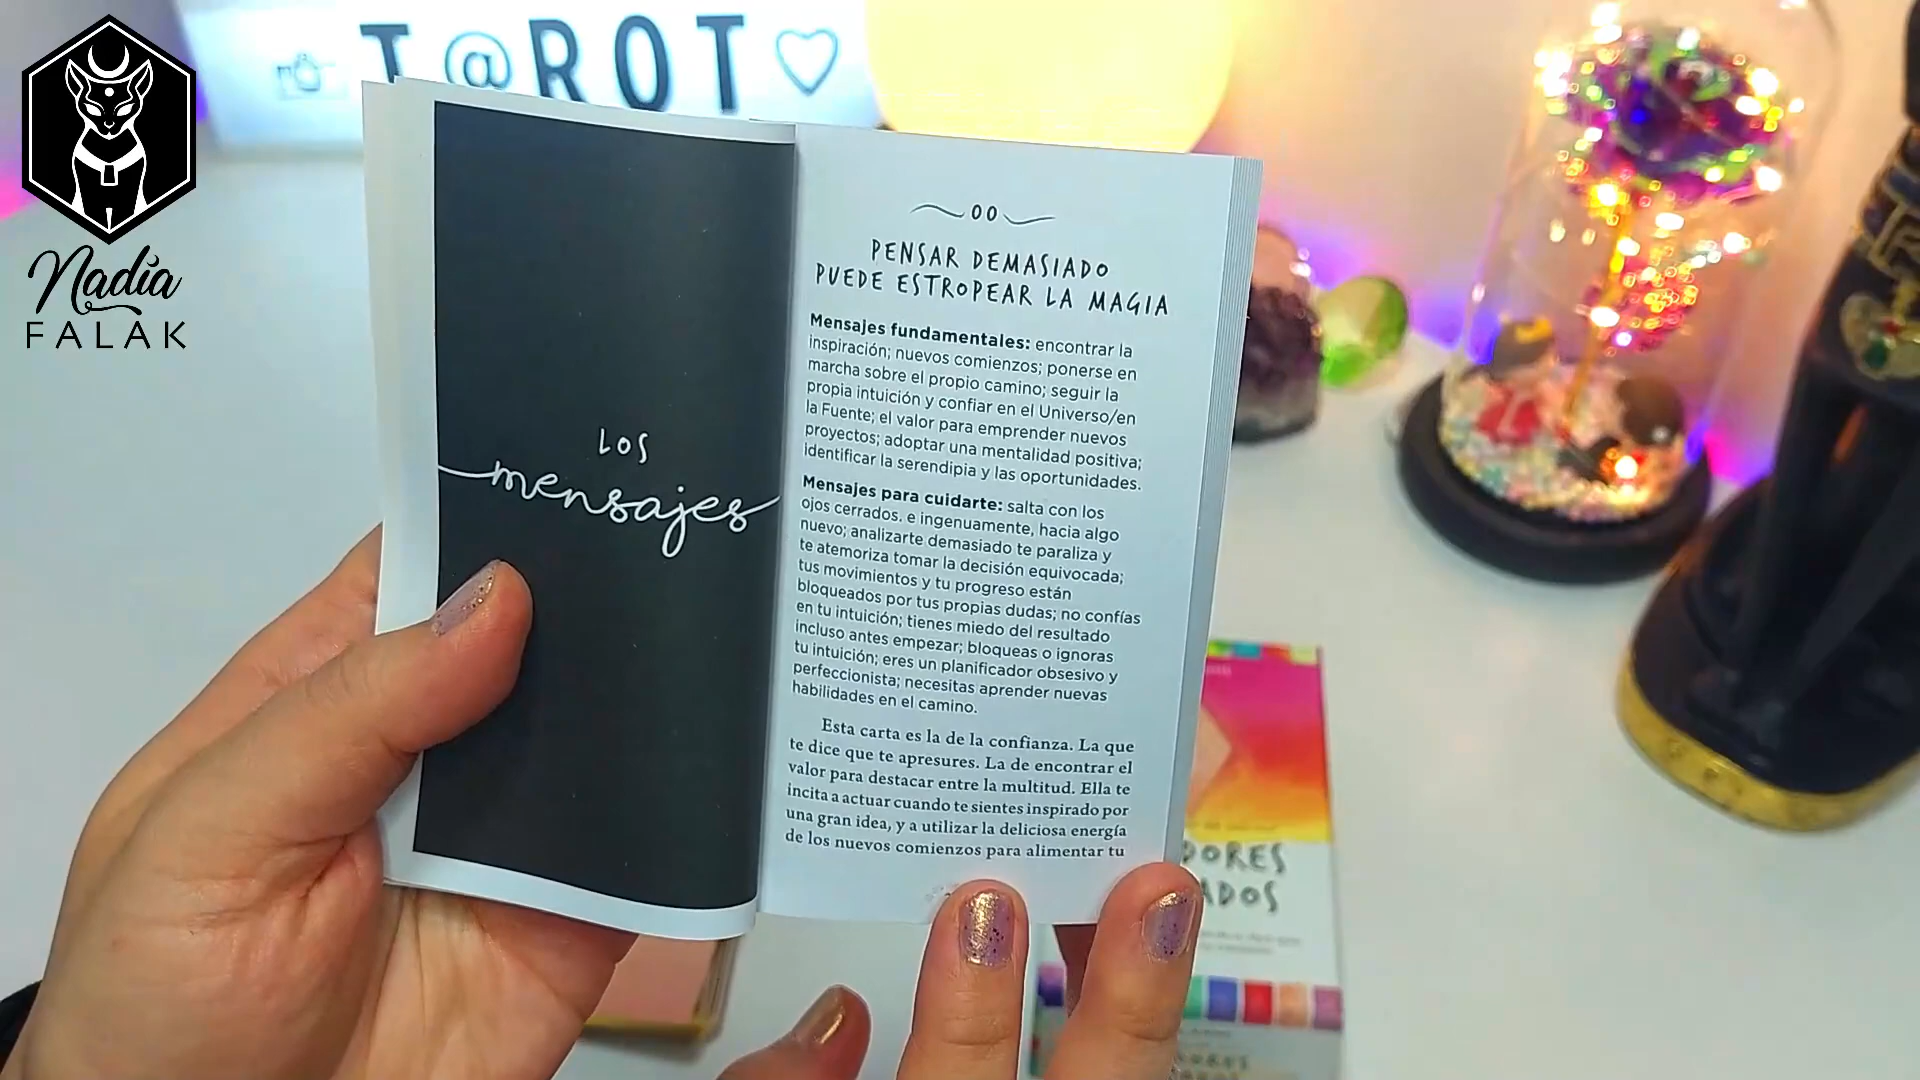 T@ROT
Nadia
FALAK
LOS
mensajes
00
PENSAR DEMASIADO
PUEDE ESTROPEAR LA MAGIA
Mensajes fundamentales: encontrar la
inspiración; nuevos comienzos; ponerse en
marcha sobre el propio camino; seguir la
propia intuición y confiar en el Universo/en
la Fuente; el valor para emprender nuevos
proyectos; adoptar una mentalidad positiva;
identificar la serendipia y las oportunidades.
Mensajes para cuidarte: salta con los
ojos cerrados. e ingenuamente, hacia algo
nuevo; analizarte demasiado te paraliza y
te atemoriza tomar la decisión equivocada;
tus movimientos y tu progreso están
bloqueados por tus propias dudas; no confías
en tu intuición; tienes miedo del resultado
incluso antes empezar; bloqueas o ignoras
tu intuición; eres un planificador obsesivo y
perfeccionista; necesitas aprender nuevas
habilidades en el camino.
Esta carta es la de la confianza. La que
te dice que te apresures. La de encontrar el
valor para destacar entre la multitud. Ella te
incita a actuar cuando te sientes inspirado por
una gran idea, y a utilizar la deliciosa energía
de los nuevos comienzos para alimentar tu
DORES
ADOS